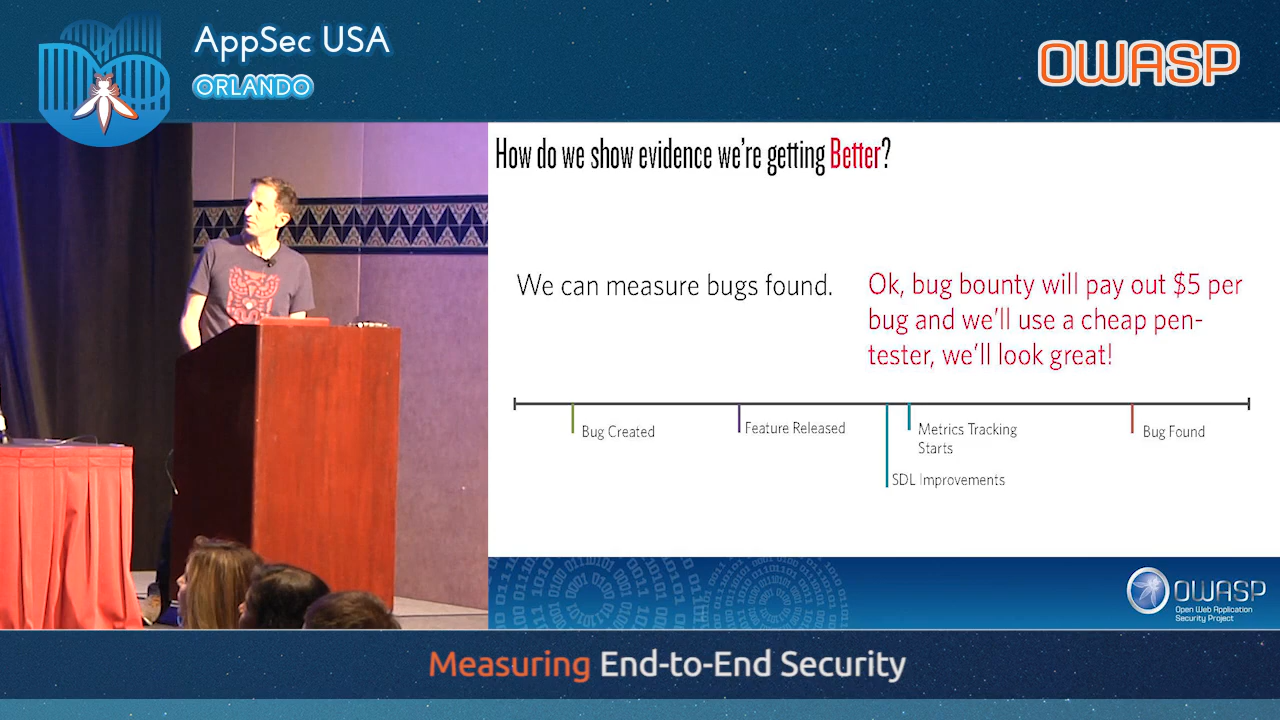 AppSec USA
ORLANDO
OWASP
How do we show evidence we're getting Better?
We can measure bugs found.
Ok, bug bounty will pay out $5 per
bug and we'll use a cheap pen-
tester, we'll look great!
Bug Created
Feature Released
Metrics Tracking
Starts
Bug Found
SDL Improvements
OWASP
Open Web Application
Security Project
Measuring End-to-End Security